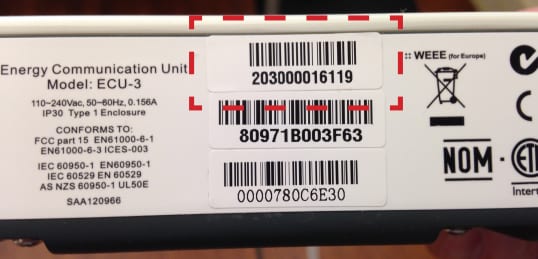 Energy Communication Unit
Model: ECU-3
110~240Vac, 50~60Hz, 0.156A
IP30 Type 1 Enclosure
CONFORMS TO:
FCC part 15 EN61000-6-1
EN61000-6-3 ICES-003
IEC 60950-1 EN60950-1
IEC 60529 EN 60529
AS NZS 60950-1 UL50E
SAA120966
203000016119
80971B003F63
0000780C6E30
:: WEEE (for Europe)
NOM
ETL
Intert